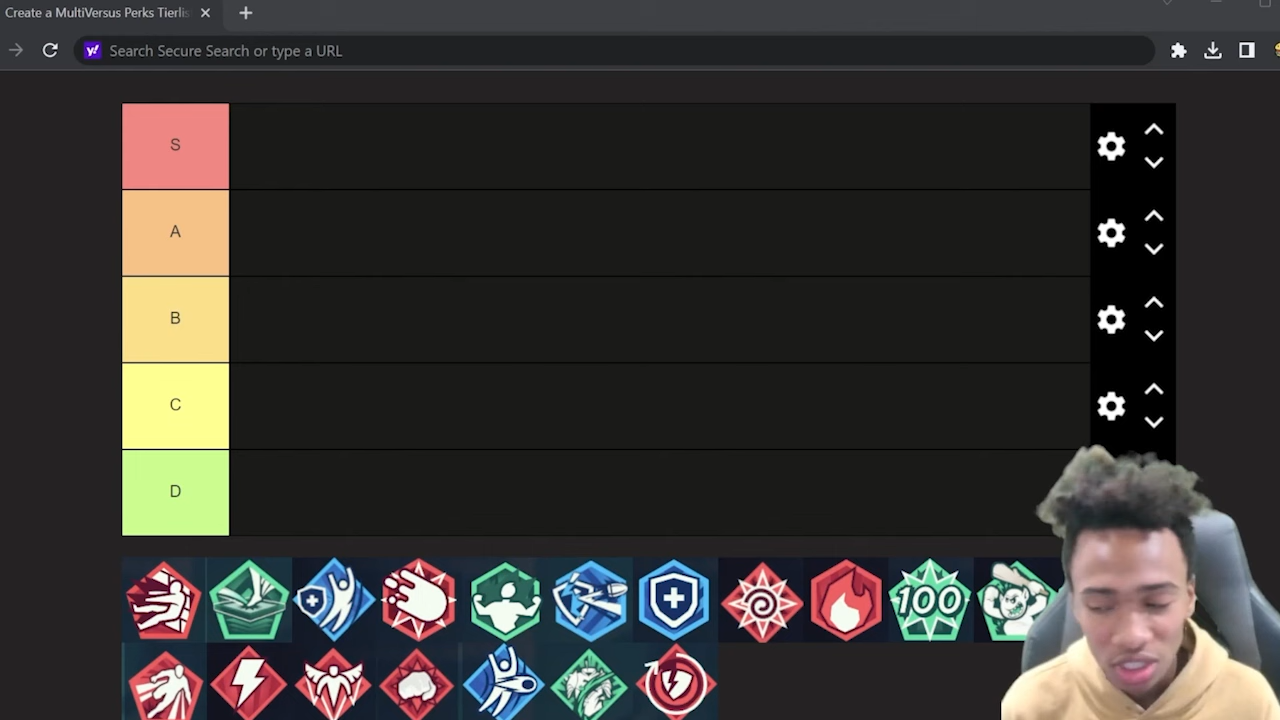 Create a MultiVersus Perks Tierlis
y!
Search Secure Search or type a URL
S
A
B
C
D
100